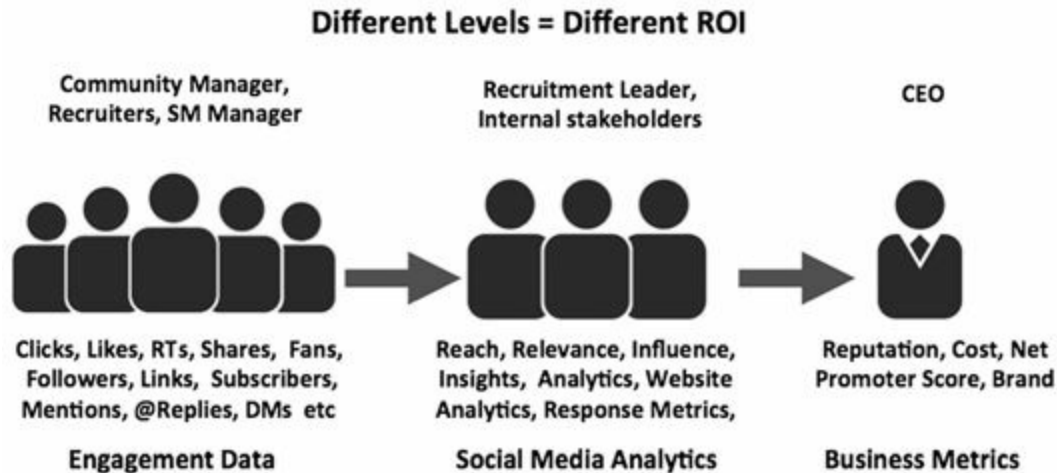 Different Levels = Different ROI
Community Manager,
Recruiters, SM Manager
Recruitment Leader,
Internal stakeholders
CEO
Clicks, Likes, RTs, Shares, Fans,
Followers, Links, Subscribers,
Mentions, @Replies, DMs etc
Reach, Relevance, Influence,
Insights, Analytics, Website
Analytics, Response Metrics,
Reputation, Cost, Net
Promoter Score, Brand
Engagement Data
Social Media Analytics
Business Metrics